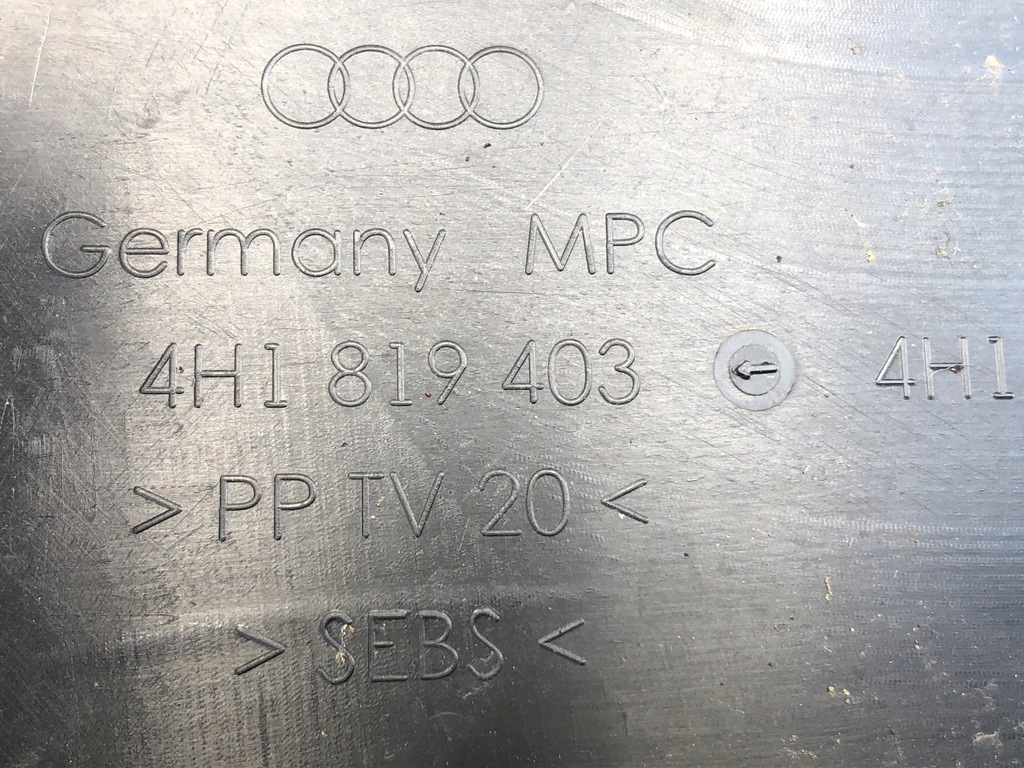 Germany MPC
4H1 819 403 4H1
> PP TV 20 <
> SEBS <